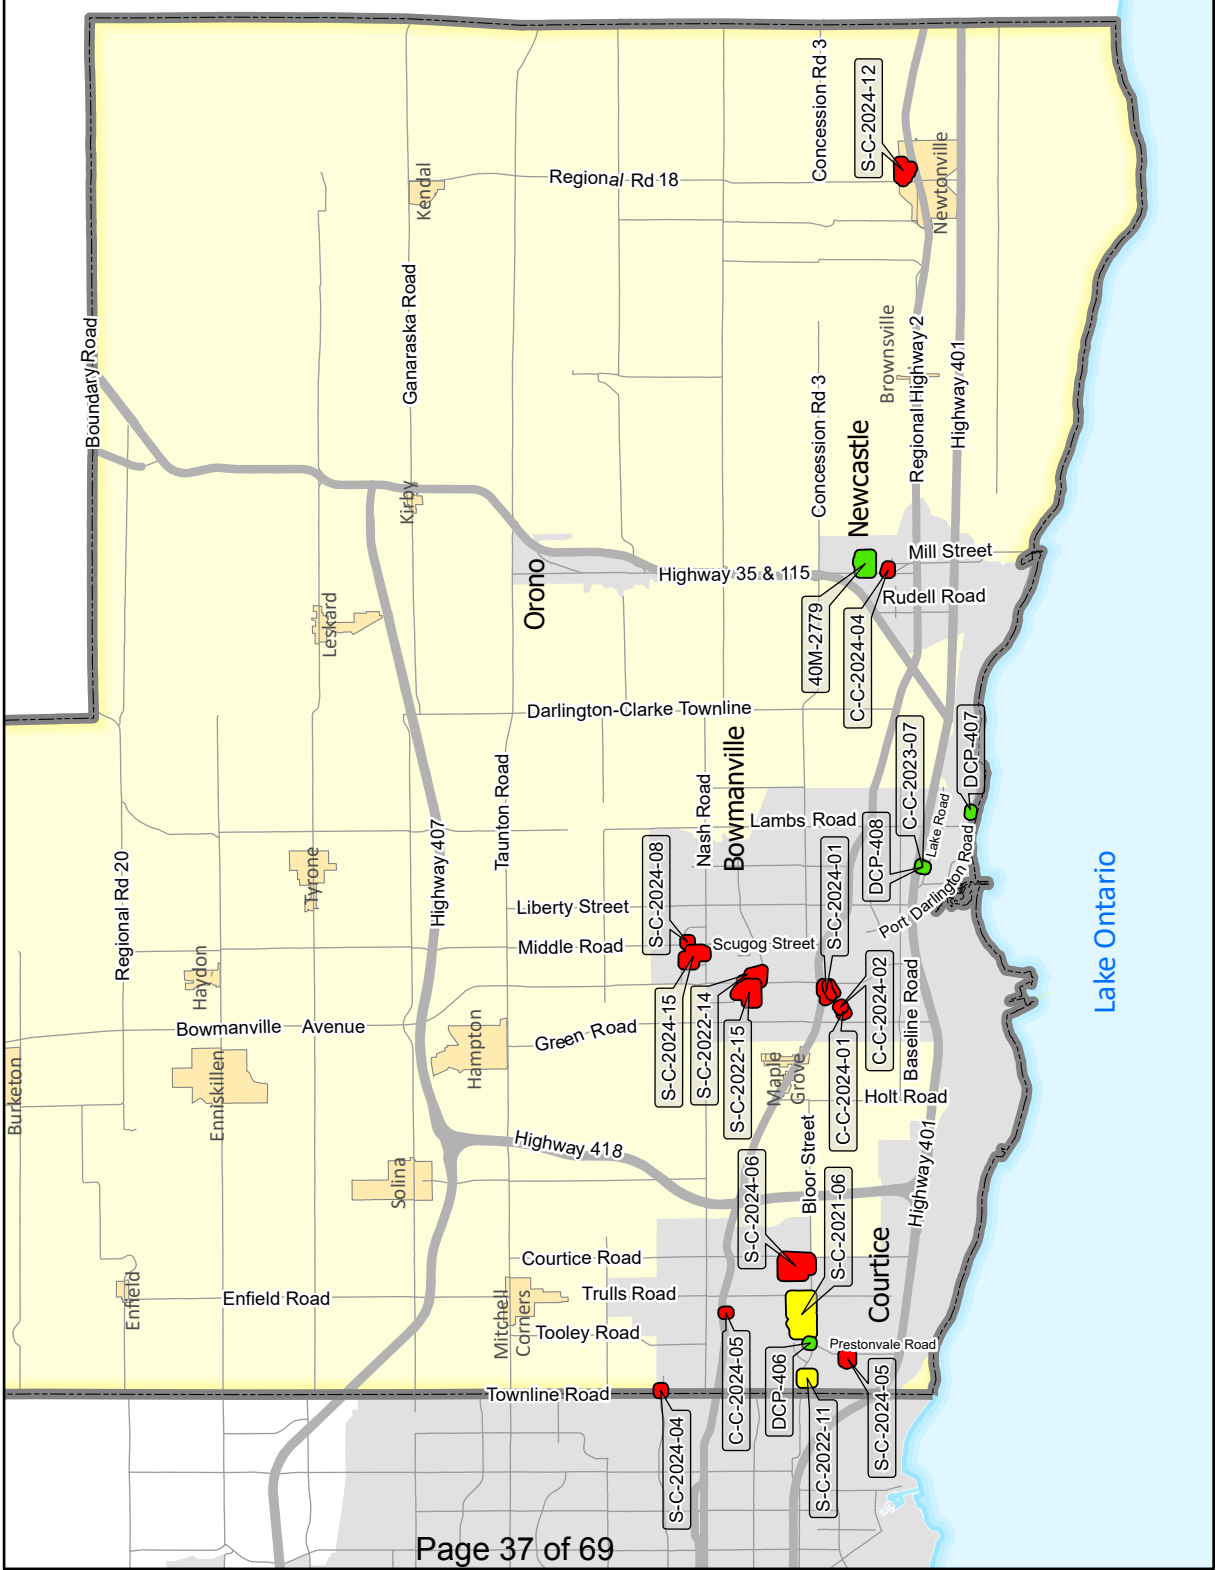 Boundary Road
Concession Rd 3
S-C-2024-12
Kendal
Regional Rd 18
Newtonville
Ganaraska Road
Brownsville
Regional Highway 2
Highway 401
Concession Rd 3
Newcastle
Kirby
Mill Street
Orono
Highway 35 & 115
Rudell Road
Leskard
40M-2779
C-C-2024-04
Darlington-Clarke Townline
Bowmanville
C-C-2023-07
DCP-407
Taunton Road
Nash Road
Lambs Road
Lake Road
DCP-408
Highway 407
Regional Rd 20
Tyrone
S-C-2024-08
S-C-2024-01
Port Darlington Road
Lake Ontario
Liberty Street
Middle Road
Scugog Street
Haydon
S-C-2024-15
S-C-2022-14
S-C-2022-15
C-C-2024-02
Baseline Road
Bowmanville Avenue
Green Road
Hampton
Maple
Grove
C-C-2024-01
Holt Road
Burketon
Enniskillen
Highway 418
Bloor Street
Highway 401
Solina
S-C-2024-06
S-C-2021-06
Courtice
Courtice Road
Trulls Road
Enfield
Enfield Road
Mitchell
Corners
Tooley Road
Prestonvale Road
Townline Road
C-C-2024-05
DCP-406
S-C-2022-11
S-C-2024-05
S-C-2024-04
Page 37 of 69